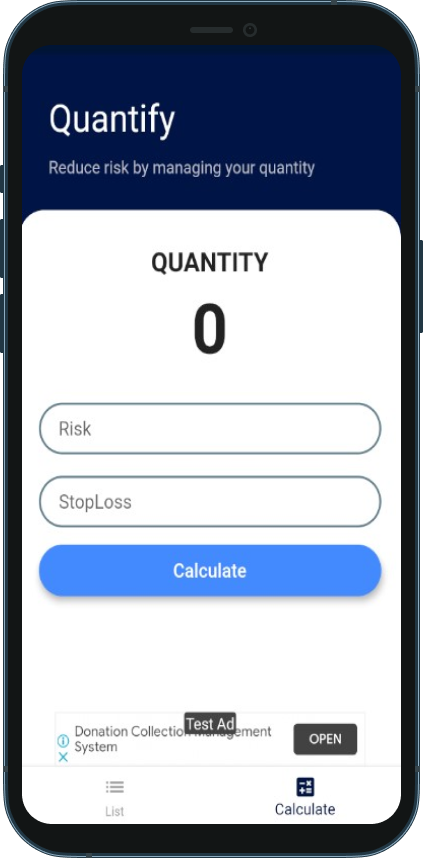 Quantify
Reduce risk by managing your quantity
QUANTITY
0
Risk
StopLoss
Calculate
Test Ad
Donation Collection Management
System
OPEN
List
Calculate